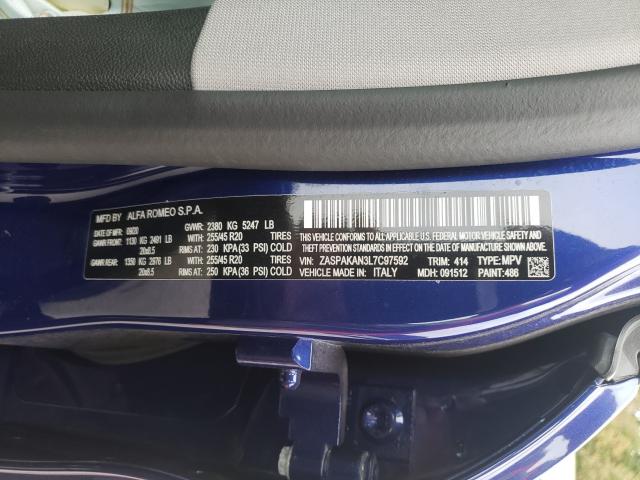 MFD BY ALFA ROMEO S.P.A.
DATE OF MFR: 09/20 GVWR: 2380 KG 5247 LB
GAWR FRONT: 1130 KG 2491 LB WITH: 255/45 R20 TIRES
20x8.5 RIMS AT: 230 KPA(33 PSI) COLD
GAWR REAR: 1350 KG 2976 LB WITH: 255/45 R20 TIRES
20x8.5 RIMS AT: 250 KPA(36 PSI) COLD
THIS VEHICLE CONFORMS TO ALL APPLICABLE U.S. FEDERAL MOTOR VEHICLE
SAFETY, BUMPER, AND THEFT PREVENTION STANDARDS IN EFFECT ON THE DATE OF MANUFACTURE SHOWN ABOVE.
VIN: ZASPAKAN3L7C97592 TRIM: 414 TYPE: MPV
VEHICLE MADE IN: ITALY MDH: 091512 PAINT: 486